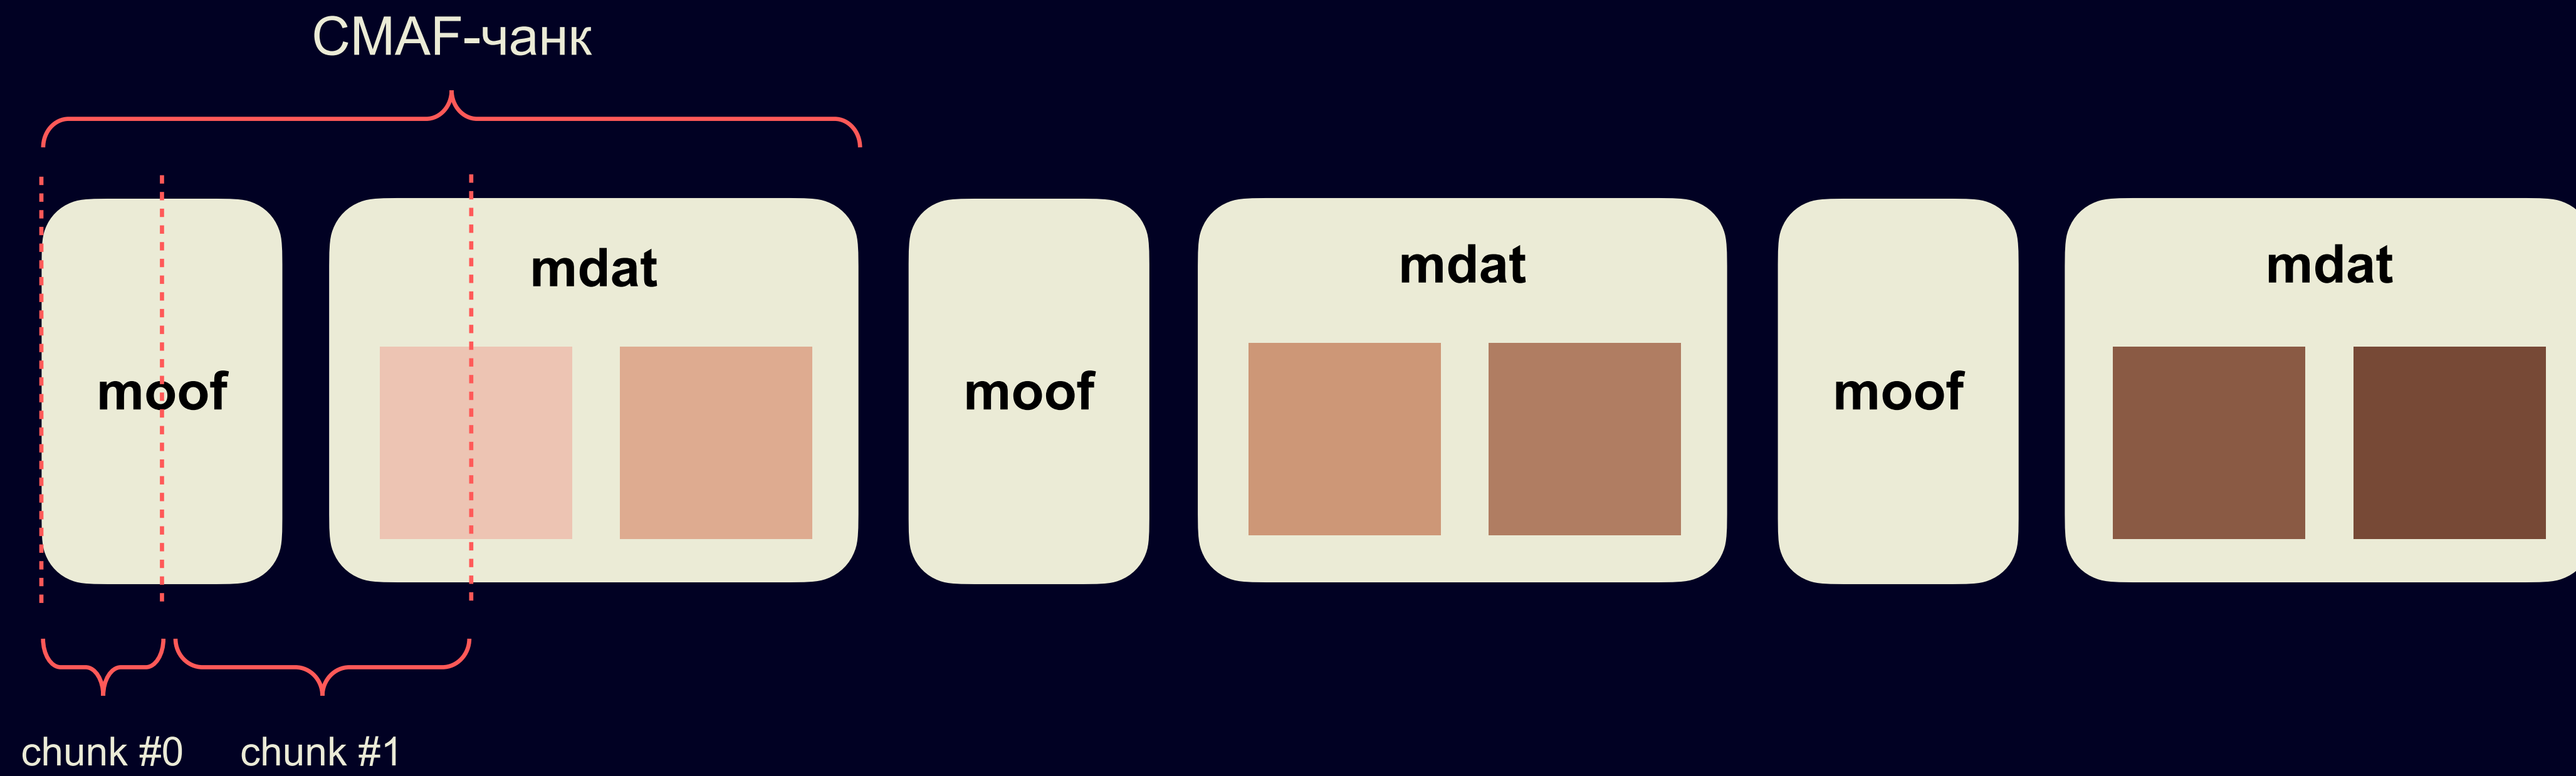 CMAF-чанк
moof
mdat
moof
mdat
moof
mdat
chunk #0
chunk #1